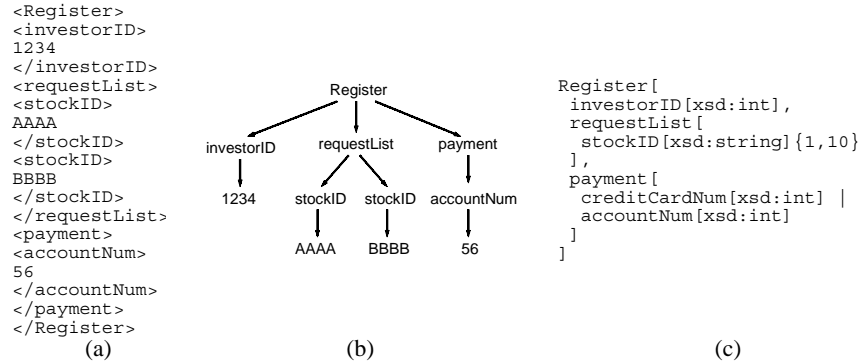 <Register>
<investorID>
1234
</investorID>
<requestList>
<stockID>
AAAA
</stockID>
<stockID>
BBBB
</stockID>
</requestList>
<payment>
<accountNum>
56
</accountNum>
</payment>
</Register>
(a)
Register
investorID requestList payment
1234 stockID stockID accountNum
AAAA BBBB 56
(b)
Register[
investorID[xsd:int],
requestList[
stockID[xsd:string]{1,10}
],
payment[
creditCardNum[xsd:int] |
accountNum[xsd:int]
]
]
(c)